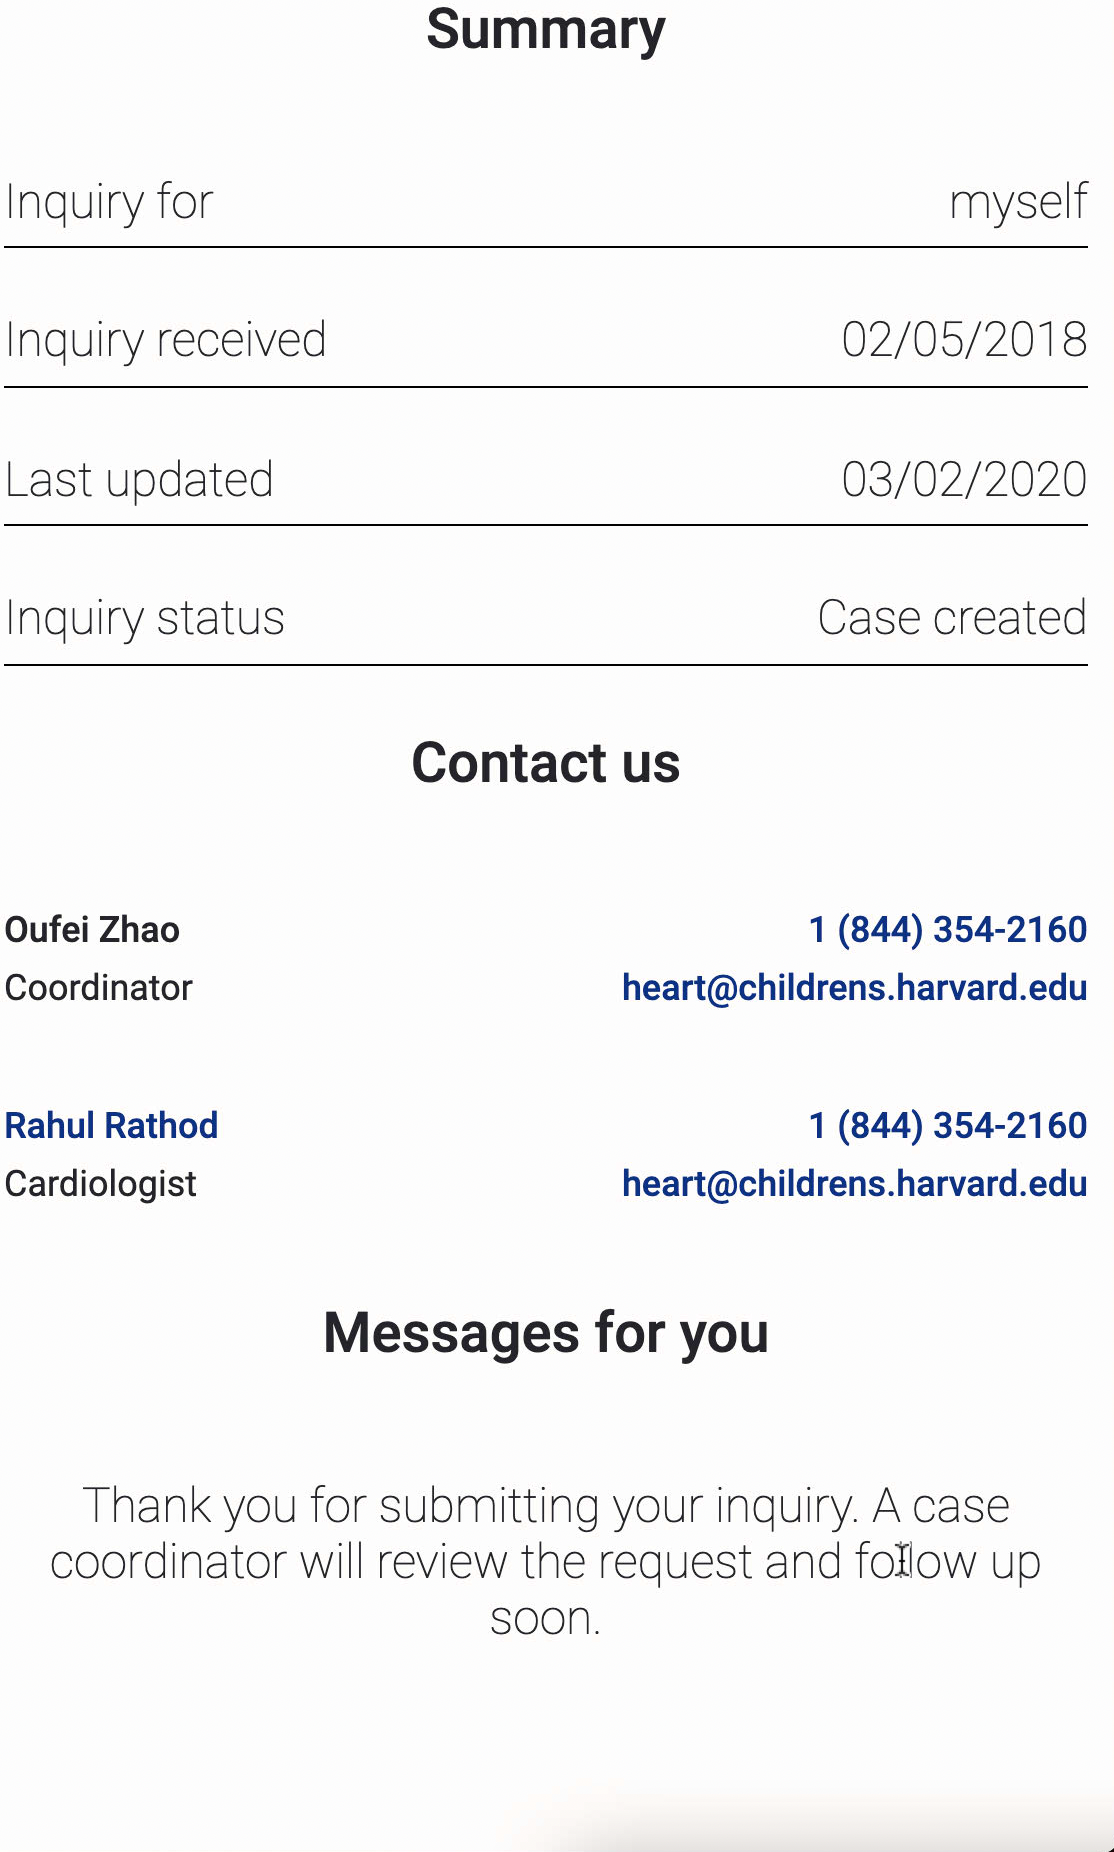 Summary
Inquiry for myself
Inquiry received 02/05/2018
Last updated 03/02/2020
Inquiry status Case created
Contact us
Oufei Zhao 1 (844) 354-2160
Coordinator heart@childrens.harvard.edu
Rahul Rathod 1 (844) 354-2160
Cardiologist heart@childrens.harvard.edu
Messages for you
Thank you for submitting your inquiry. A case
coordinator will review the request and follow up
soon.